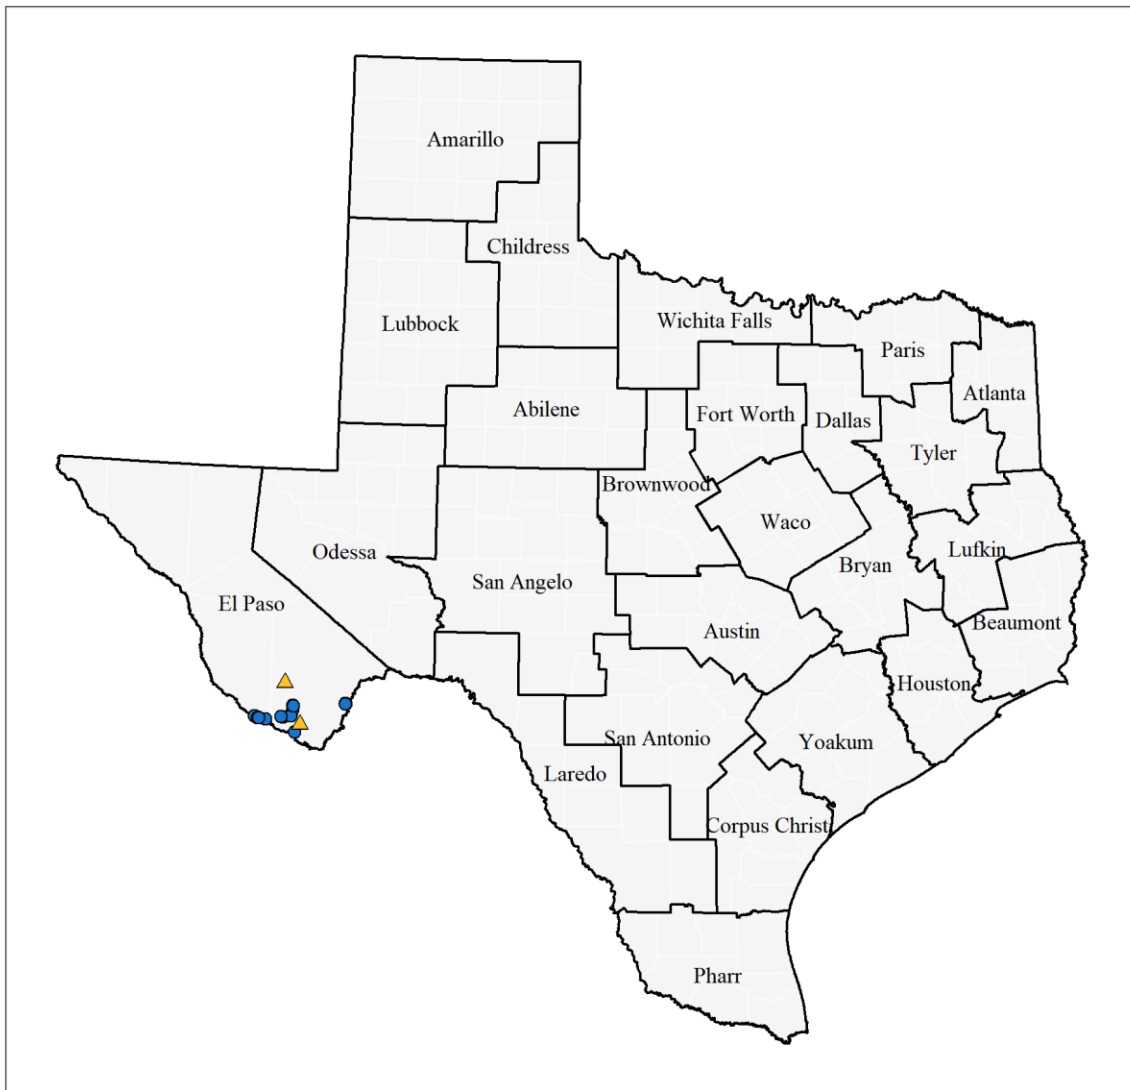 Amarillo
Childress
Lubbock
Wichita Falls
Paris
Atlanta
Abilene
Fort Worth
Dallas
Tyler
Brownwood
Waco
Odessa
Lufkin
San Angelo
Bryan
El Paso
Austin
Beaumont
Houston
San Antonio
Yoakum
Laredo
Corpus Christ
Pharr